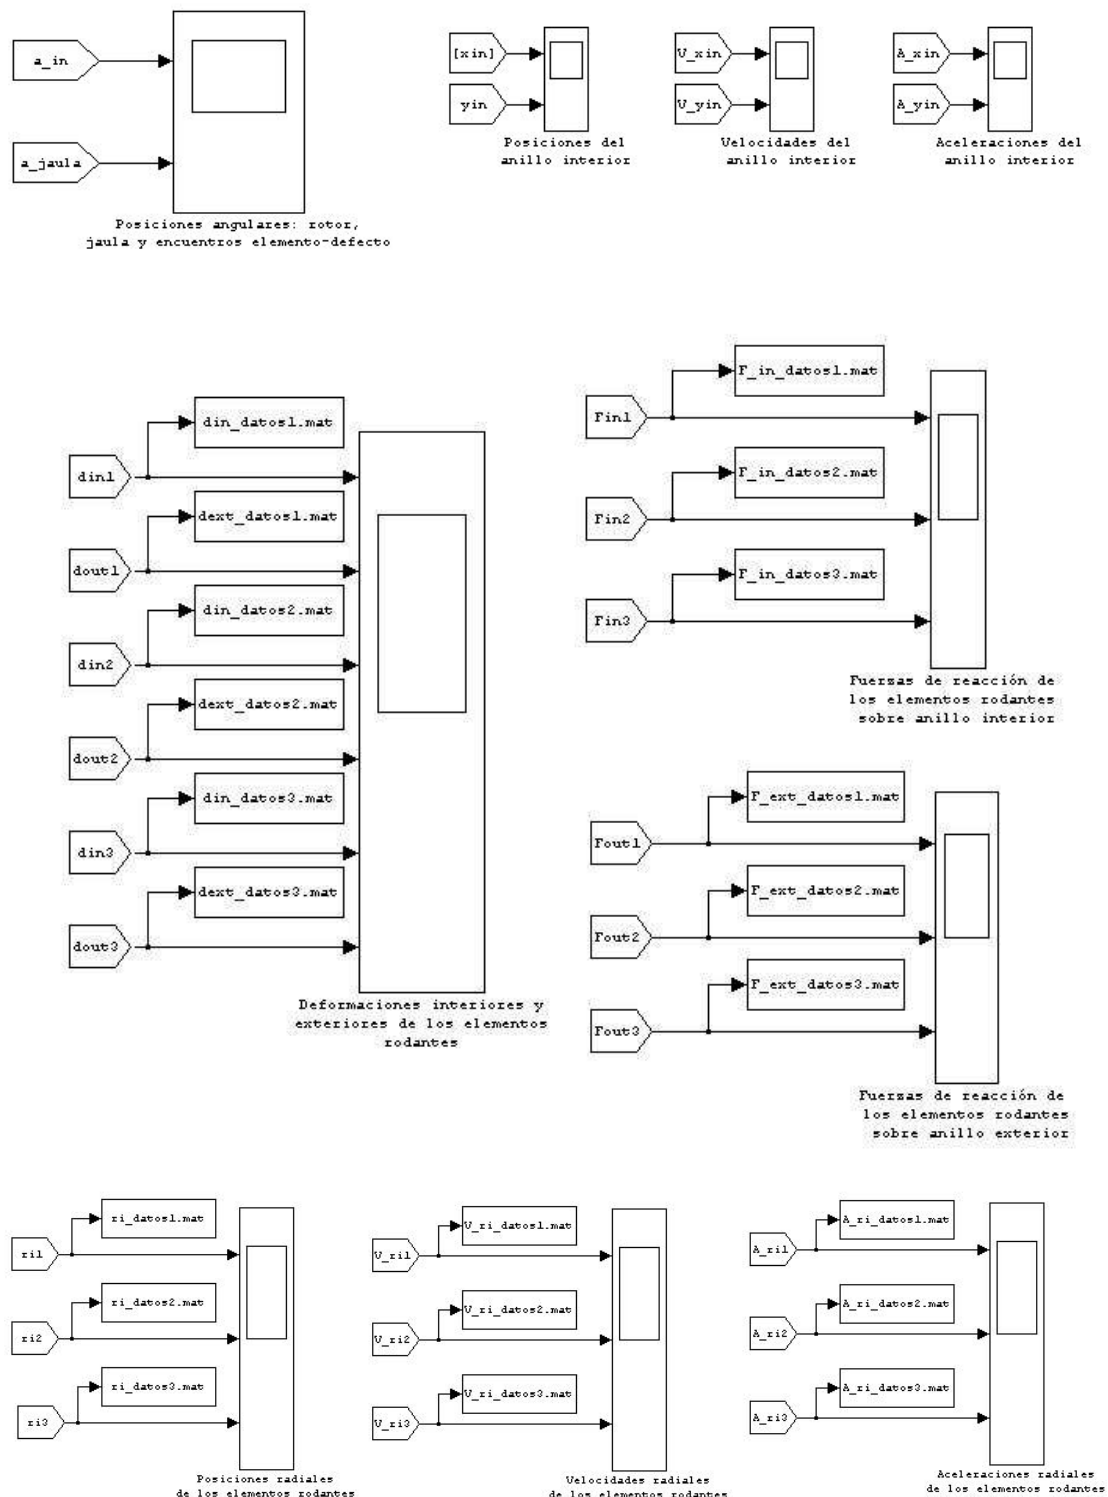 a_in
a_jaula
Posiciones angulares: rotor,
jaula y encuentros elemento-defecto
[xin]
yin
Posiciones del
anillo interior
V_xin
V_yin
Velocidades del
anillo interior
A_xin
A_yin
Aceleraciones del
anillo interior
din_datos1.mat
din1
dext_datos1.mat
dout1
din_datos2.mat
din2
dext_datos2.mat
dout2
din_datos3.mat
din3
dext_datos3.mat
dout3
Deformaciones interiores y
exteriores de los elementos
rodantes
F_in_datos1.mat
Fin1
F_in_datos2.mat
Fin2
F_in_datos3.mat
Fin3
Fuerzas de reacción de
los elementos rodantes
sobre anillo interior
F_ext_datos1.mat
Fout1
F_ext_datos2.mat
Fout2
F_ext_datos3.mat
Fout3
Fuerzas de reacción de
los elementos rodantes
sobre anillo exterior
ri_datos1.mat
ri1
ri_datos2.mat
ri2
ri_datos3.mat
ri3
Posiciones radiales
de los elementos rodantes
V_ri_datos1.mat
V_ri1
V_ri_datos2.mat
V_ri2
V_ri_datos3.mat
V_ri3
Velocidades radiales
de los elementos rodantes
A_ri_datos1.mat
A_ri1
A_ri_datos2.mat
A_ri2
A_ri_datos3.mat
A_ri3
Aceleraciones radiales
de los elementos rodantes